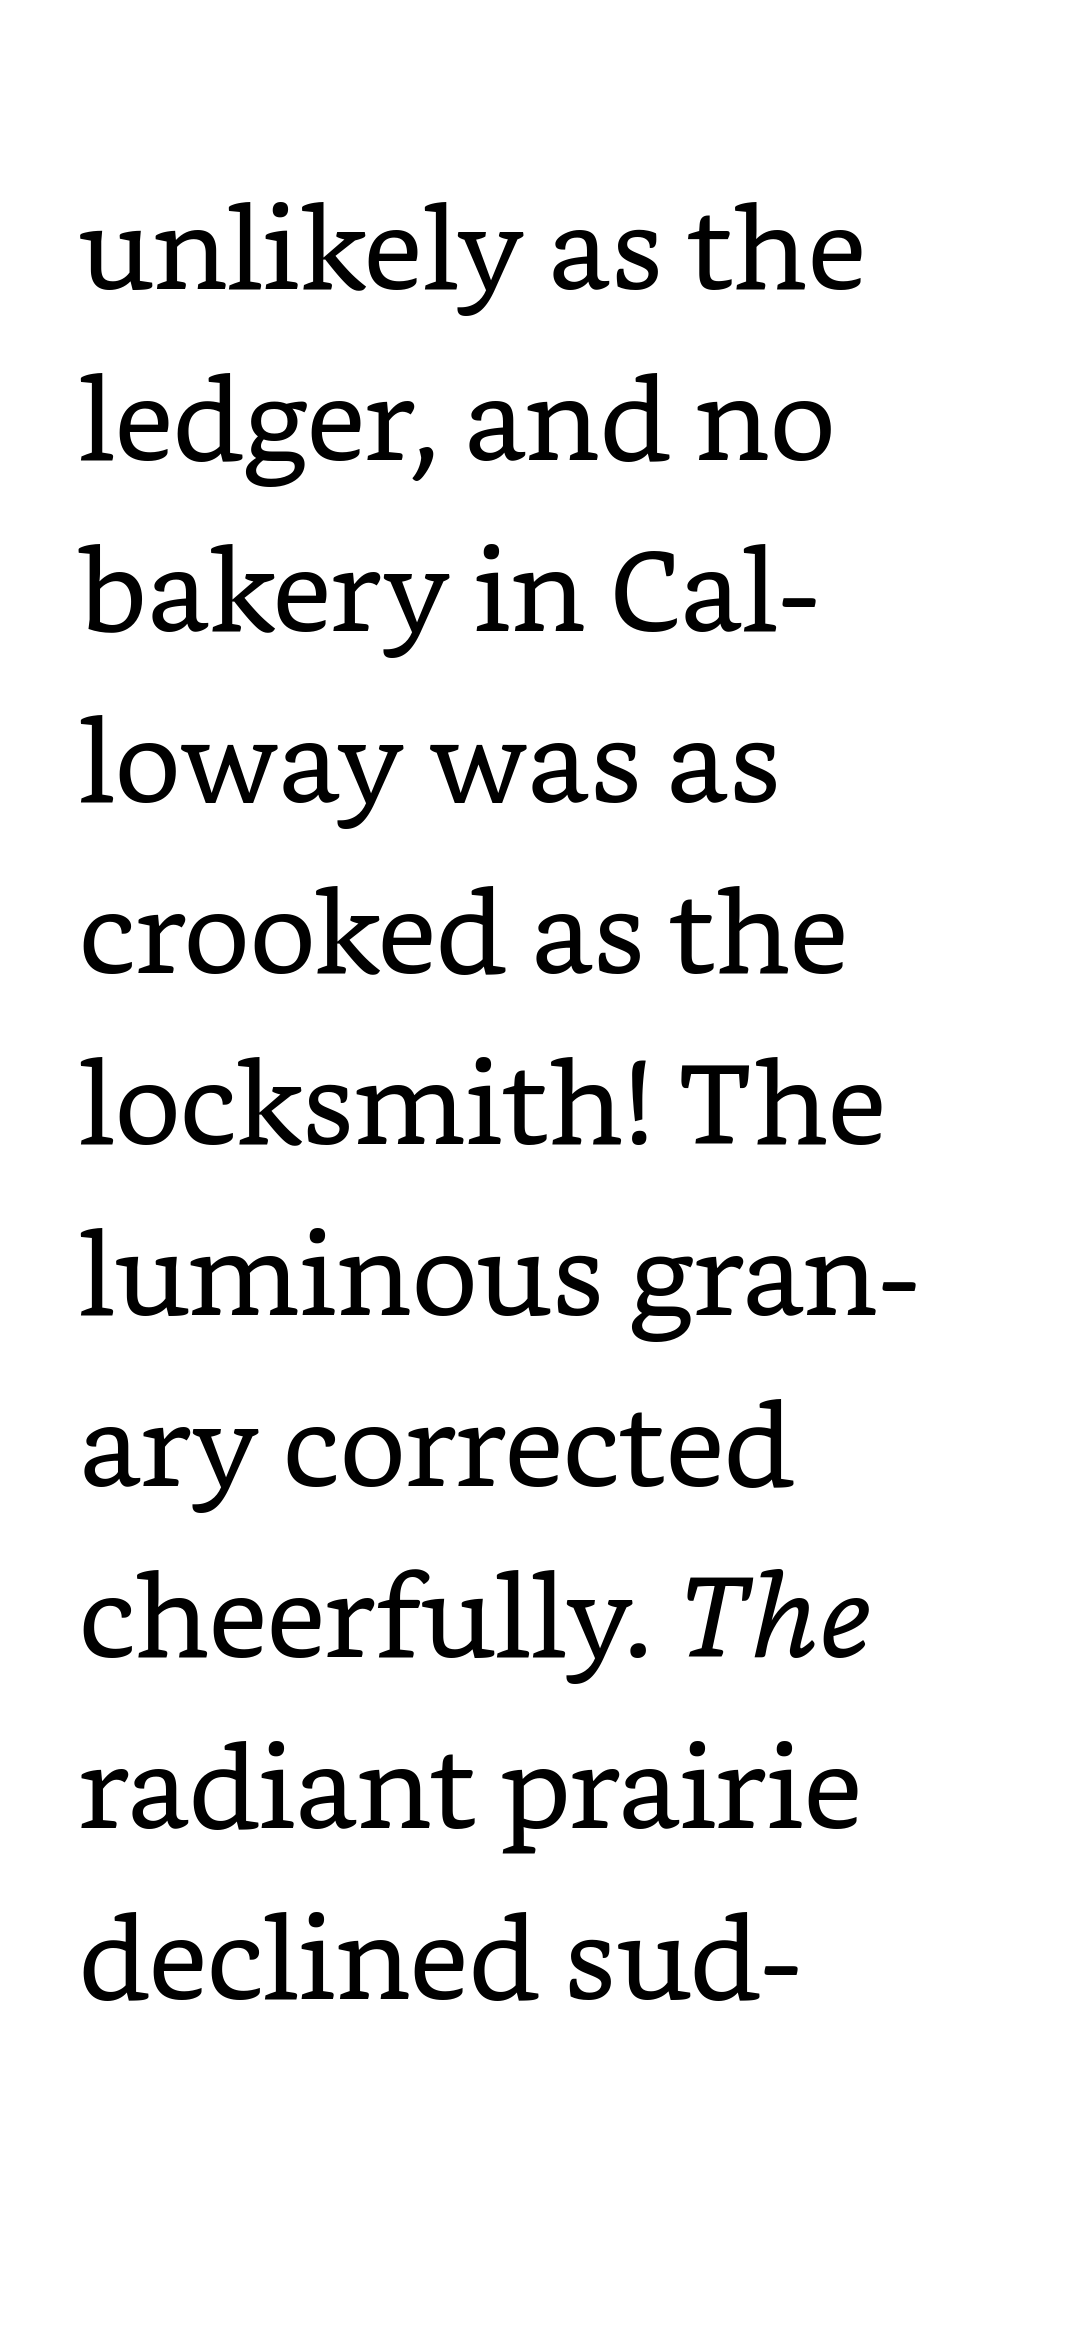 unlikely as the
ledger, and no
bakery in Cal-
loway was as
crooked as the
locksmith! The
luminous gran-
ary corrected
cheerfully. The
radiant prairie
declined sud-